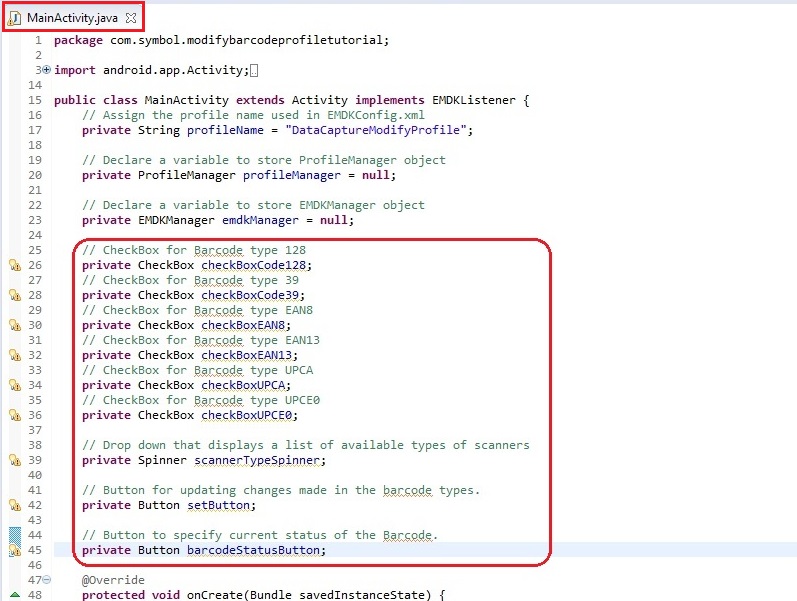 MainActivity.java
1 package com.symbol.modifybarcodeprofiletutorial;
2
3 import android.app.Activity;
14
15 public class MainActivity extends Activity implements EMDKListener {
16 // Assign the profile name used in EMDKConfig.xml
17 private String profileName = "DataCaptureModifyProfile";
18
19 // Declare a variable to store ProfileManager object
20 private ProfileManager profileManager = null;
21
22 // Declare a variable to store EMDKManager object
23 private EMDKManager emdkManager = null;
24
25 // CheckBox for Barcode type 128
26 private CheckBox checkBoxCode128;
27 // CheckBox for Barcode type 39
28 private CheckBox checkBoxCode39;
29 // CheckBox for Barcode type EAN8
30 private CheckBox checkBoxEAN8;
31 // CheckBox for Barcode type EAN13
32 private CheckBox checkBoxEAN13;
33 // CheckBox for Barcode type UPCA
34 private CheckBox checkBoxUPCA;
35 // CheckBox for Barcode type UPCE0
36 private CheckBox checkBoxUPCE0;
37
38 // Drop down that displays a list of available types of scanners
39 private Spinner scannerTypeSpinner;
40
41 // Button for updating changes made in the barcode types.
42 private Button setButton;
43
44 // Button to specify current status of the Barcode.
45 private Button barcodeStatusButton;
46
47 @Override
48 protected void onCreate(Bundle savedInstanceState) {